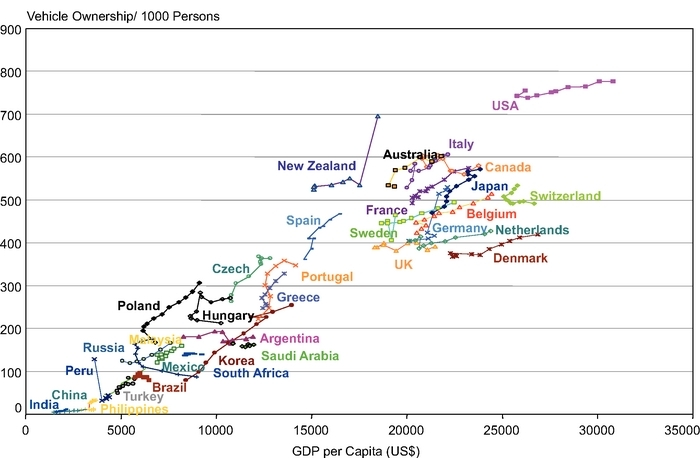 Vehicle Ownership/ 1000 Persons
900
800
USA
700
Italy
600
Australia
New Zealand
Canada
Japan
Switzerland
500
France
Belgium
Spain
Germany
Netherlands
Sweden
400
UK
Denmark
Czech
Portugal
300
Greece
Poland
Hungary
200
Malaysia
Argentina
Russia
Saudi Arabia
Korea
Mexico
Peru
South Africa
100
Brazil
China
Turkey
India
Philippines
0
0 5000 10000 15000 20000 25000 30000 35000
GDP per Capita (US$)